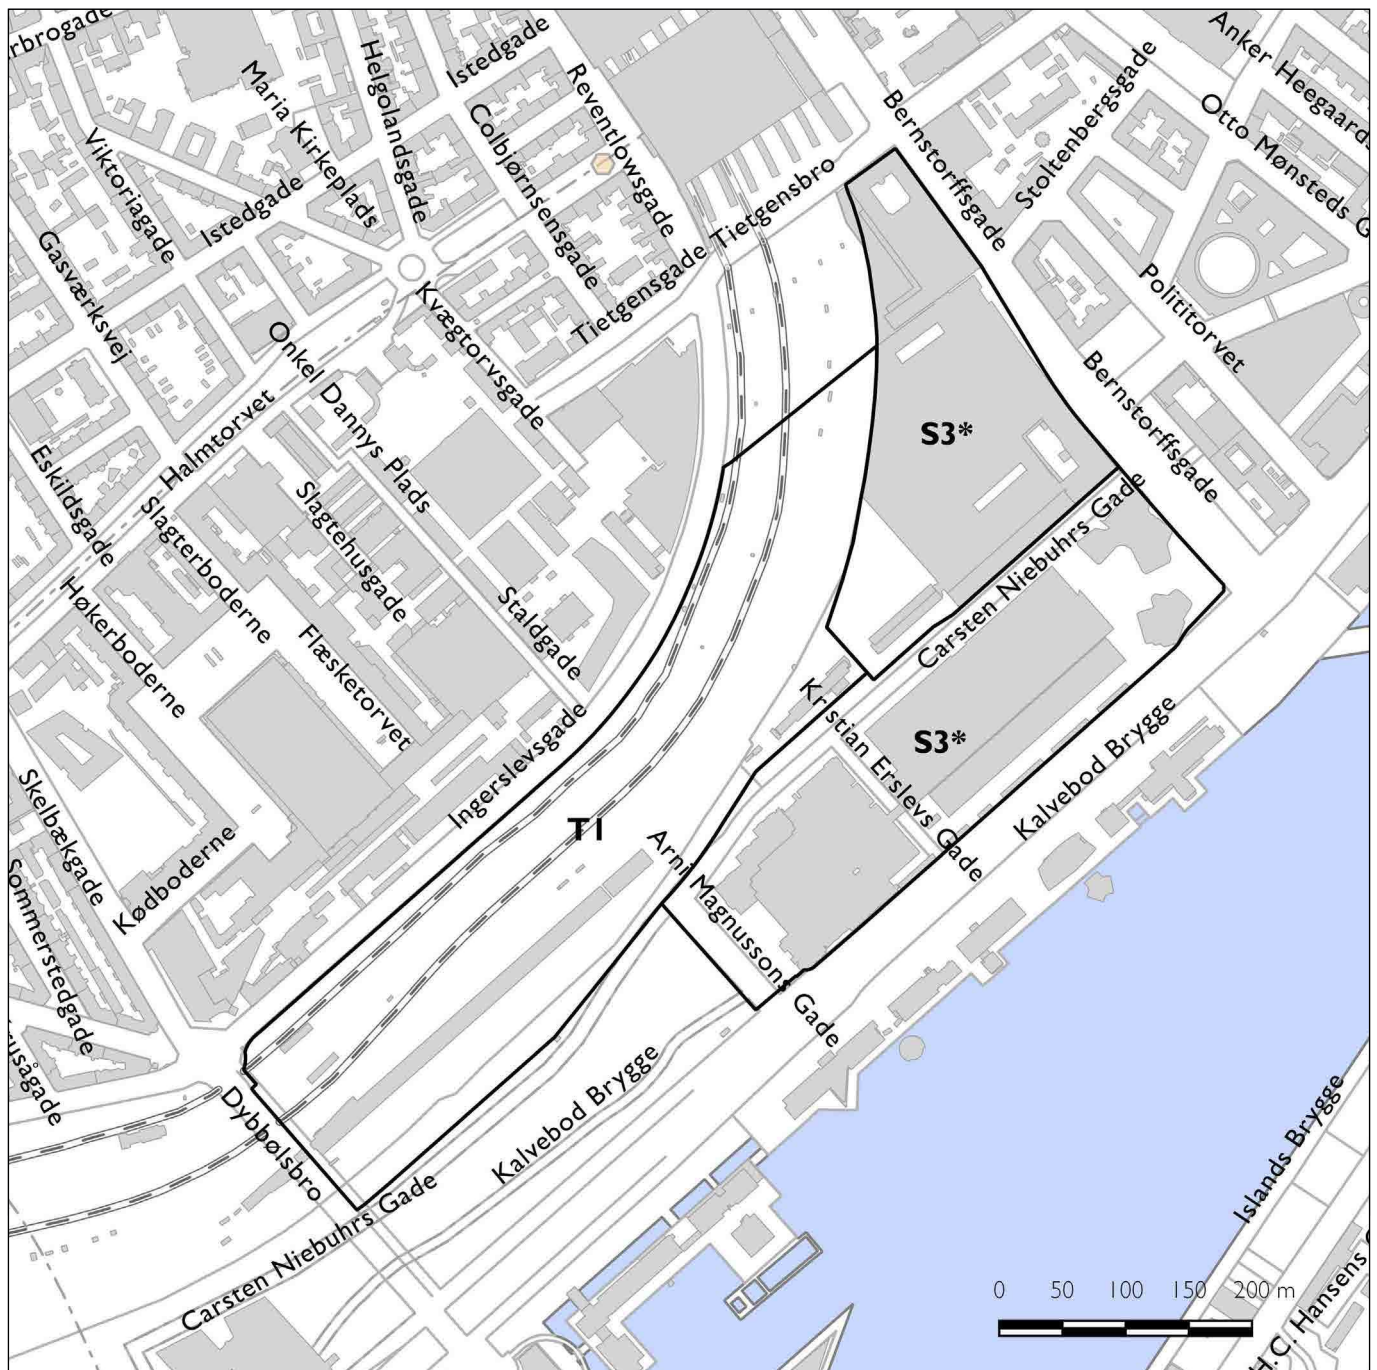 Helgolandsgade
Istedgade
Maria Kirkeplads
Viktoriagade
Istedgade
Colbjørnsensgade
Reventlowsgade
Bernstorffsgade
Stoltenbergsgade
Anker Heegaards
Otto Mønsteds G
Tietgensbro
Tietgensgade
Gasværksvej
Kvægtorvsgade
Polititorvet
Onkel Dannys Plads
Halmtorvet
Bernstorffsgade
S3*
Eskildsgade
Slagterboderne
Slagtehusgade
Staldgade
Carsten Niebuhrs Gade
Høkerboderne
Flæsketorvet
Kristian Erslevs Gade
S3*
Ingerslevsgade
Skelbækgade
Kødboderne
Kalvebod Brygge
T1
Arni Magnussons Gade
Sommerstedgade
Dybbølsbro
Kalvebod Brygge
Carsten Niebuhrs Gade
Islands Brygge
H.C. Hansens
0 50 100 150 200 m